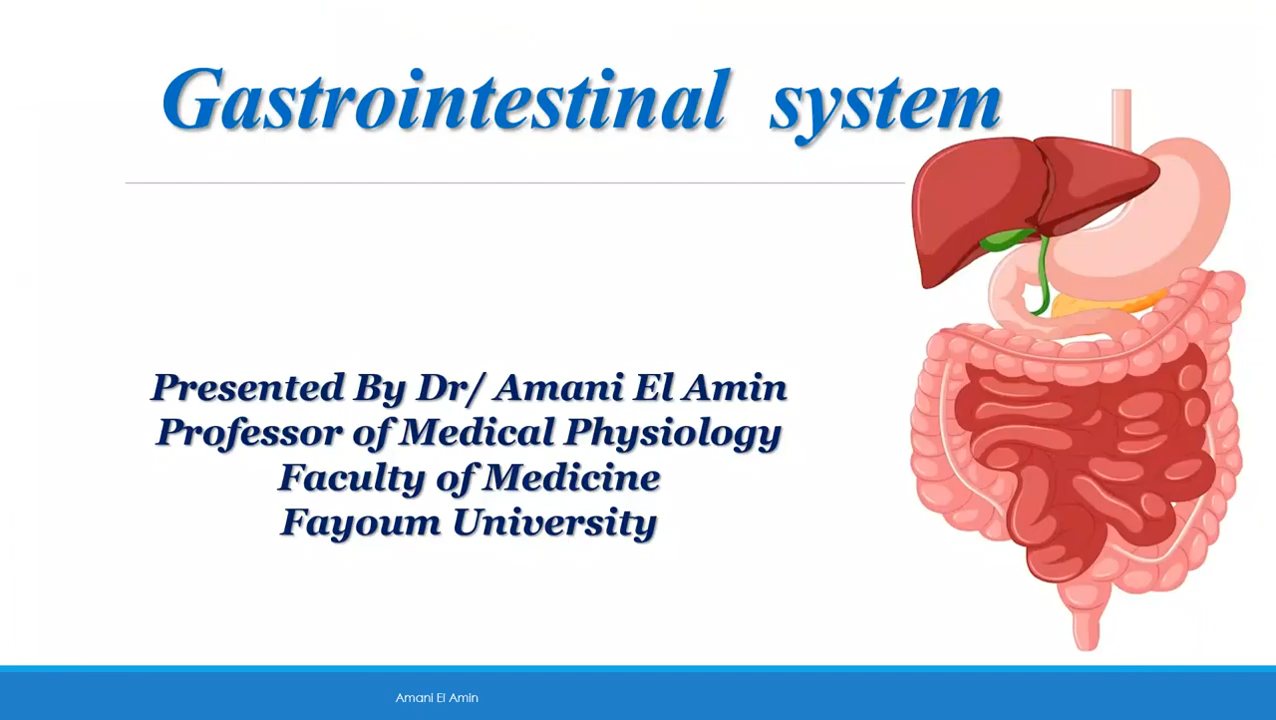 Gastrointestinal system
Presented By Dr/ Amani El Amin
Professor of Medical Physiology
Faculty of Medicine
Fayoum University
Amani El Amin